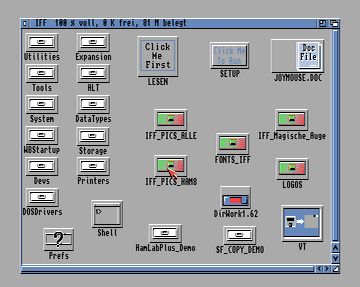 IFF 100 % voll, 0 K frei, 81 M belegt
Utilities
Expansion
Click
Me
First
LESEN
Click Me
To Run
SETUP
Doc
File
JOYMOUSE.DOC
Tools
ALT
System
DataTypes
IFF_PICS_ALLE
IFF_Magische_Auge
WBStartup
Storage
FONTS_IFF
Devs
Printers
IFF_PICS_HAM8
LOGOS
DOSDrivers
Shell
DirWork1.62
VT
Prefs
HamLabPlus_Demo
SF_COPY_DEMO